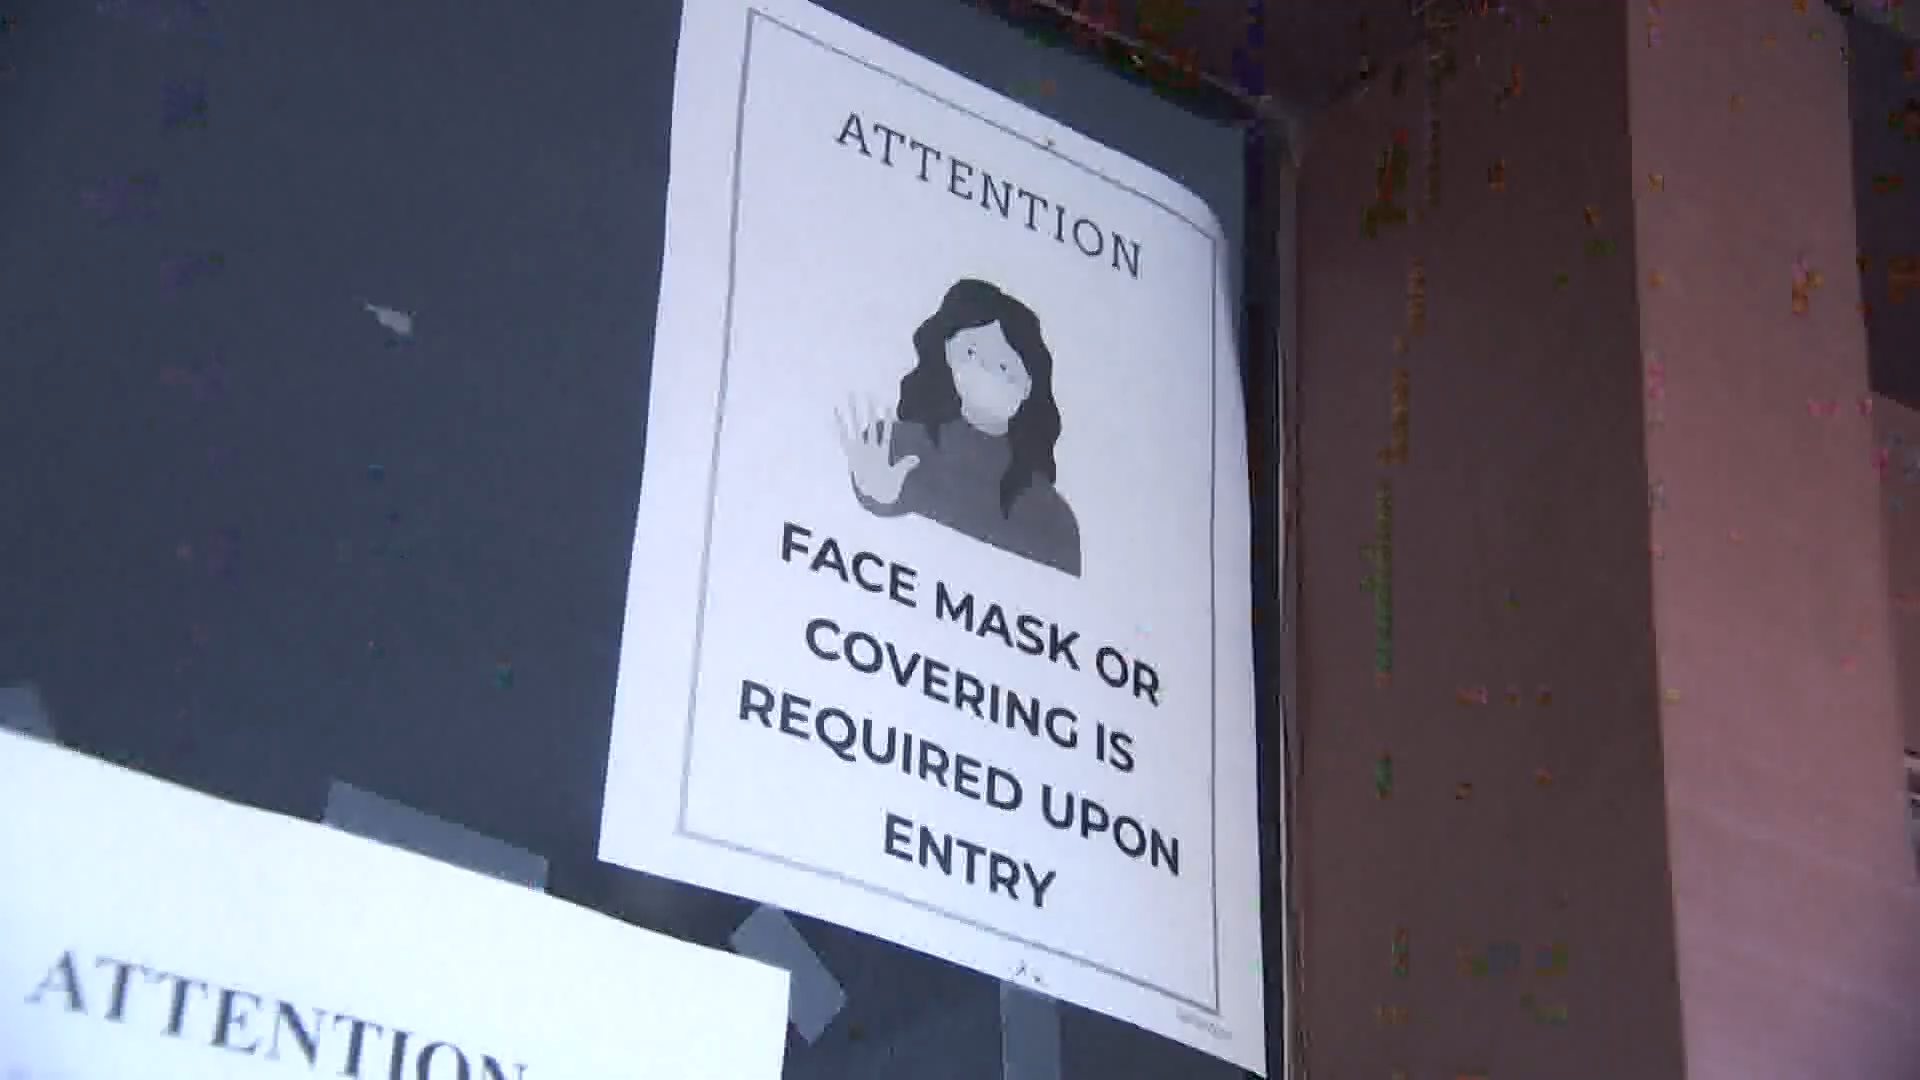 ATTENTION
FACE MASK OR
COVERING IS
REQUIRED UPON
ENTRY
ATTENTION